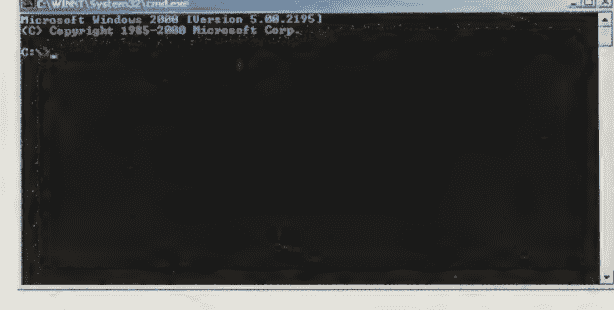 C:\WINNT\System32\cmd.exe
Microsoft Windows 2000 [Version 5.00.2195]
(C) Copyright 1985-2000 Microsoft Corp.
C:\>_